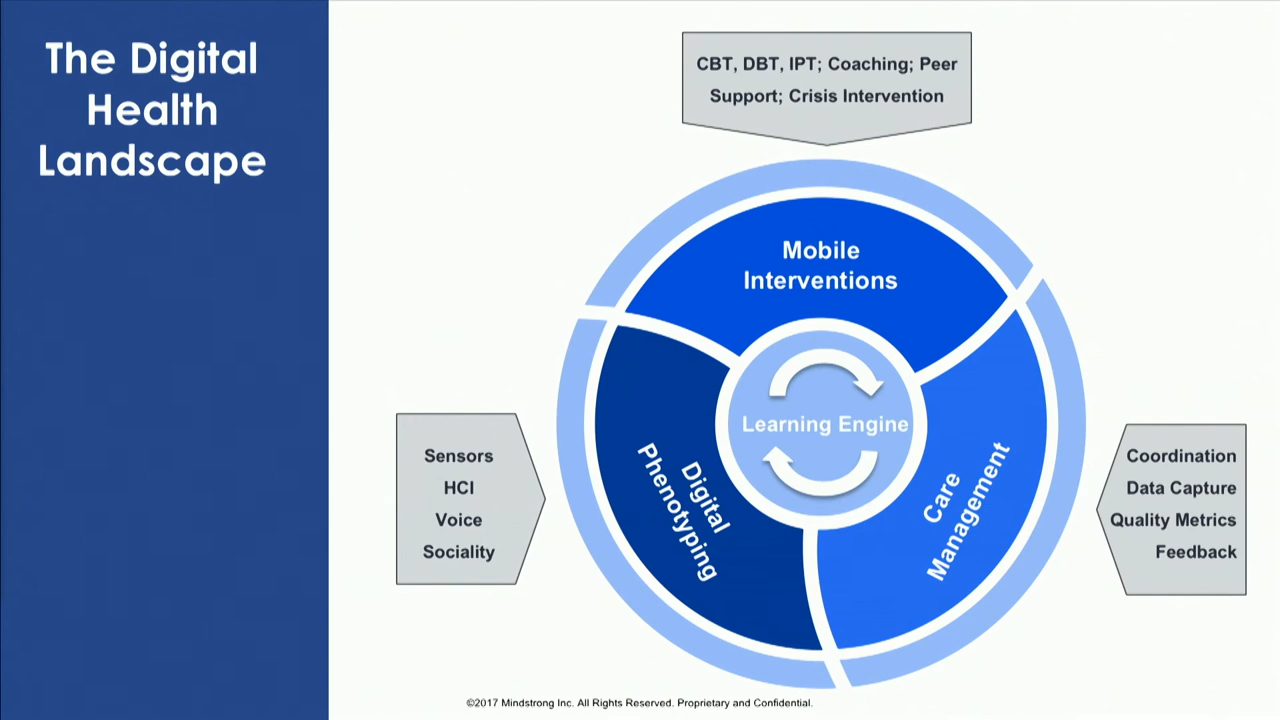 The Digital
Health
Landscape
CBT, DBT, IPT; Coaching; Peer
Support; Crisis Intervention
Mobile
Interventions
Learning Engine
Digital
Phenotyping
Care
Management
Sensors
HCI
Voice
Sociality
Coordination
Data Capture
Quality Metrics
Feedback
©2017 Mindstrong Inc. All Rights Reserved. Proprietary and Confidential.